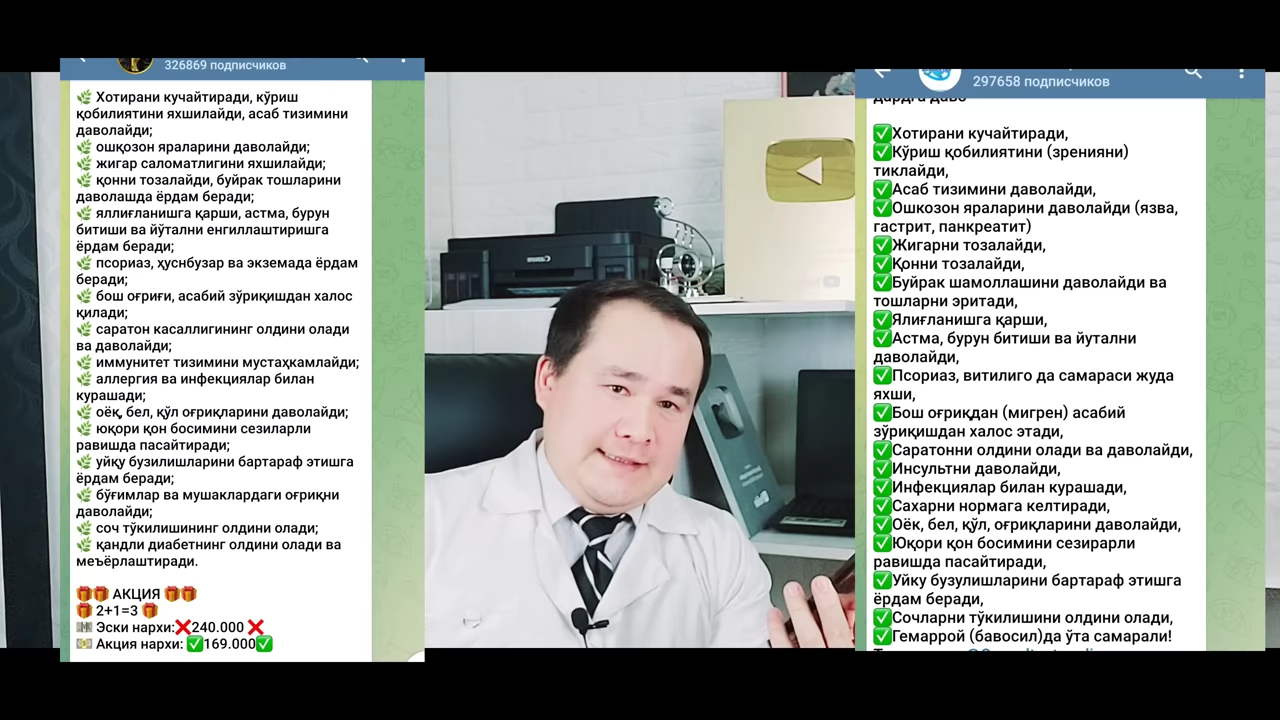 326869 подписчиков
🌿 Хотирани кучайтиради, кўриш
қобилиятини яхшилайди, асаб тизимини
даволайди;
🌿 ошқозон яраларини даволайди;
🌿 жигар саломатлигини яхшилайди;
🌿 қонни тозалайди, буйрак тошларини
даволашда ёрдам беради;
🌿 яллиғланишга қарши, астма, бурун
битиши ва йўтални енгиллаштиришга
ёрдам беради;
🌿 псориаз, ҳуснбузар ва экземада ёрдам
беради;
🌿 бош оғриғи, асабий зўриқишдан халос
қилади;
🌿 саратон касаллигининг олдини олади
ва даволайди;
🌿 иммунитет тизимини мустаҳкамлайди;
🌿 аллергия ва инфекциялар билан
курашади;
🌿 оёқ, бел, қўл оғриқларини даволайди;
🌿 юқори қон босимини сезиларли
равишда пасайтиради;
🌿 уйқу бузилишларини бартараф этишга
ёрдам беради;
🌿 бўғимлар ва мушаклардаги оғриқни
даволайди;
🌿 соч тўкилишининг олдини олади;
🌿 қандли диабетнинг олдини олади ва
меъёрлаштиради.
🎁🎁 АКЦИЯ 🎁🎁
🎁 2+1=3 🎁
💵 Эски нархи:❌240.000 ❌
💴 Акция нархи: ✅169.000✅
Canon
297658 подписчиков
дардга даво
✅Хотирани кучайтиради,
✅Кўриш қобилиятини (зренияни)
тиклайди,
✅Асаб тизимини даволайди,
✅Ошкозон яраларини даволайди (язва,
гастрит, панкреатит)
✅Жигарни тозалайди,
✅Қонни тозалайди,
✅Буйрак шамоллашини даволайди ва
тошларни эритади,
✅Ялиғланишга қарши,
✅Астма, бурун битиши ва йутални
даволайди,
✅Псориаз, витилиго да самараси жуда
яхши,
✅Бош оғриқдан (мигрен) асабий
зўриқишдан халос этади,
✅Саратонни олдини олади ва даволайди,
✅Инсультни даволайди,
✅Инфекциялар билан курашади,
✅Сахарни нормага келтиради,
✅Оёқ, бел, қўл, оғриқларини даволайди,
✅Юқори қон босимини сезирарли
равишда пасайтиради,
✅Уйку бузулишларини бартараф этишга
ёрдам беради,
✅Сочларни тўкилишини олдини олади,
✅Гемаррой (бавосил)да ўта самарали!